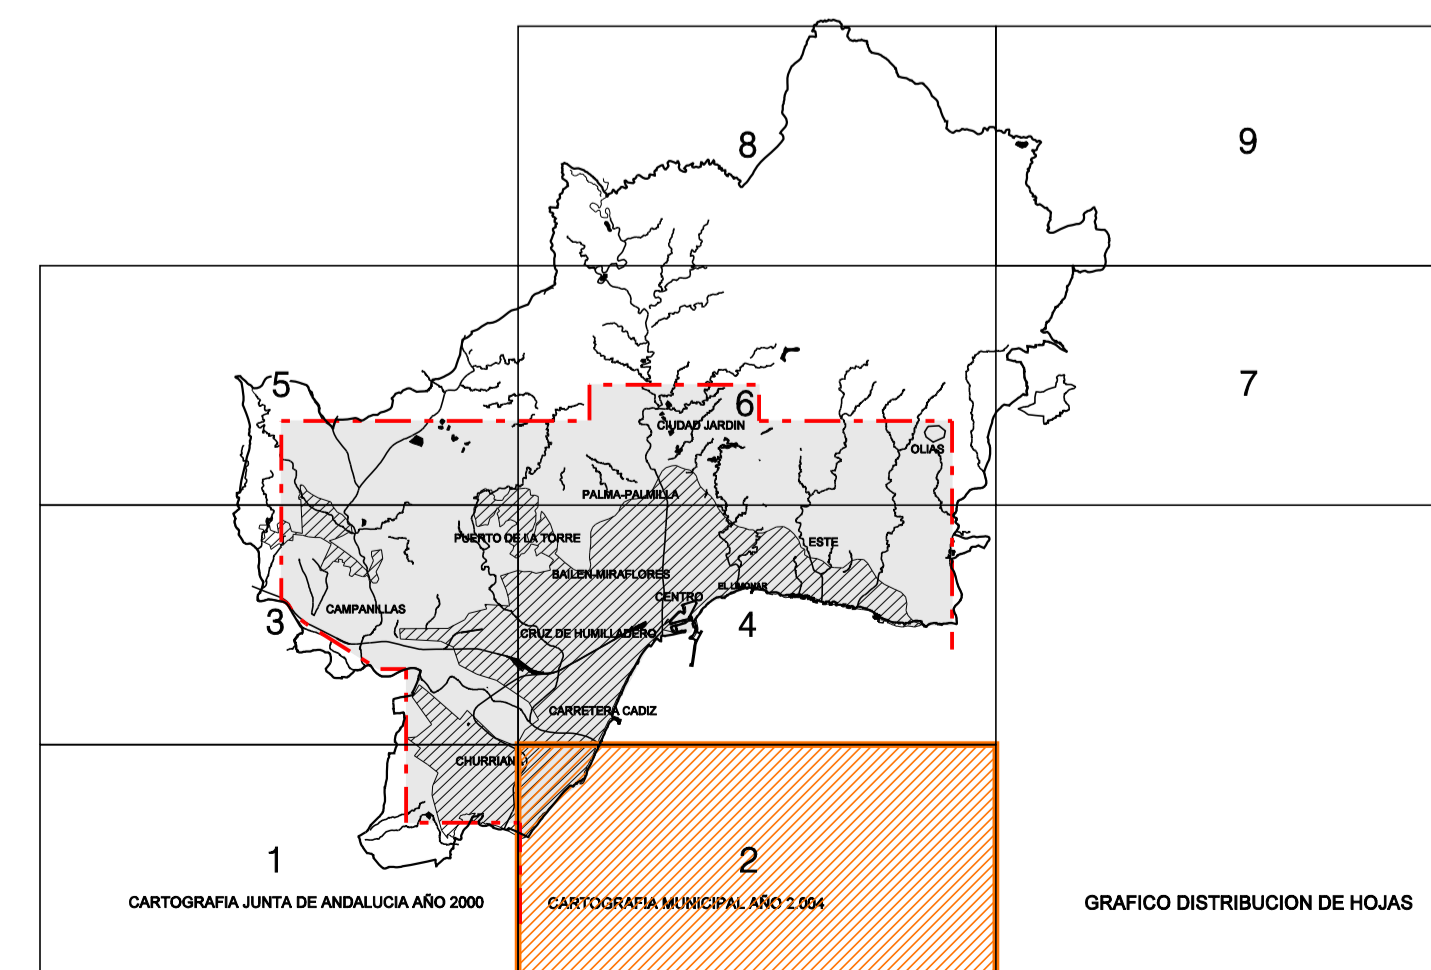 8
9
5
6
7
CIUDAD JARDIN
OLIAS
PALMA-PALMILLA
PUERTO DE LA TORRE
ESTE
BAILEN-MIRAFLORES
EL LIMONAR
CENTRO
CAMPANILLAS
3
4
CRUZ DE HUMILLADERO
CARRETERA CADIZ
CHURRIANA
1
2
CARTOGRAFIA JUNTA DE ANDALUCIA AÑO 2000
CARTOGRAFIA MUNICIPAL AÑO 2.004
GRAFICO DISTRIBUCION DE HOJAS